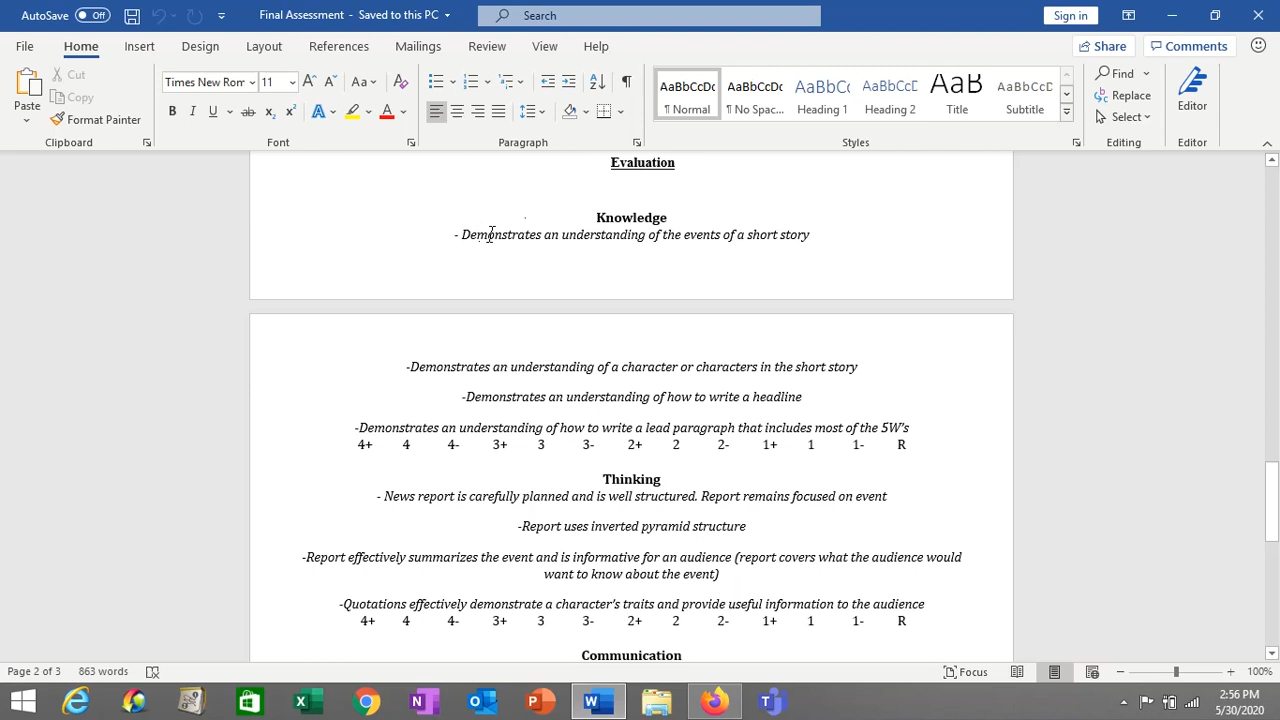 AutoSave Off Final Assessment - Saved to this PC Search Sign in
File Home Insert Design Layout References Mailings Review View Help Share Comments
Paste Cut Copy Format Painter
Times New Rom 11 Aa
B I U ab x₂ x² A A
AaBbCcDc AaBbCcDc AaBbC( AaBbCcD AaB AaBbCcD
¶ Normal ¶ No Spac... Heading 1 Heading 2 Title Subtitle
Find Replace Select Editor
Clipboard Font Paragraph Styles Editing Editor
Evaluation
Knowledge
- Demonstrates an understanding of the events of a short story
-Demonstrates an understanding of a character or characters in the short story
-Demonstrates an understanding of how to write a headline
-Demonstrates an understanding of how to write a lead paragraph that includes most of the 5W's
4+ 4 4- 3+ 3 3- 2+ 2 2- 1+ 1 1- R
Thinking
- News report is carefully planned and is well structured. Report remains focused on event
-Report uses inverted pyramid structure
-Report effectively summarizes the event and is informative for an audience (report covers what the audience would
want to know about the event)
-Quotations effectively demonstrate a character's traits and provide useful information to the audience
4+ 4 4- 3+ 3 3- 2+ 2 2- 1+ 1 1- R
Communication
Page 2 of 3 863 words Focus 100%
2:56 PM
5/30/2020